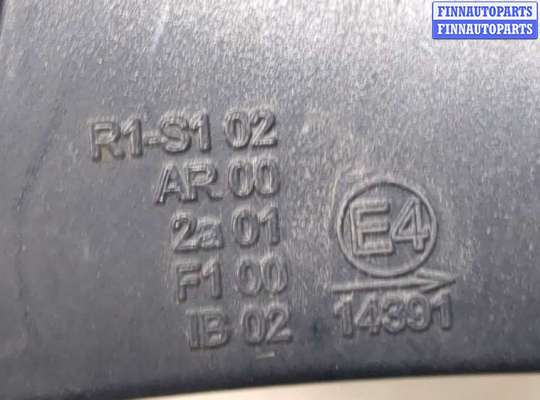 FINNAUTOPARTS
FINNAUTOPARTS
R1-S1 02
AR 00
2a 01
F1 00
IB 02
E4
14391